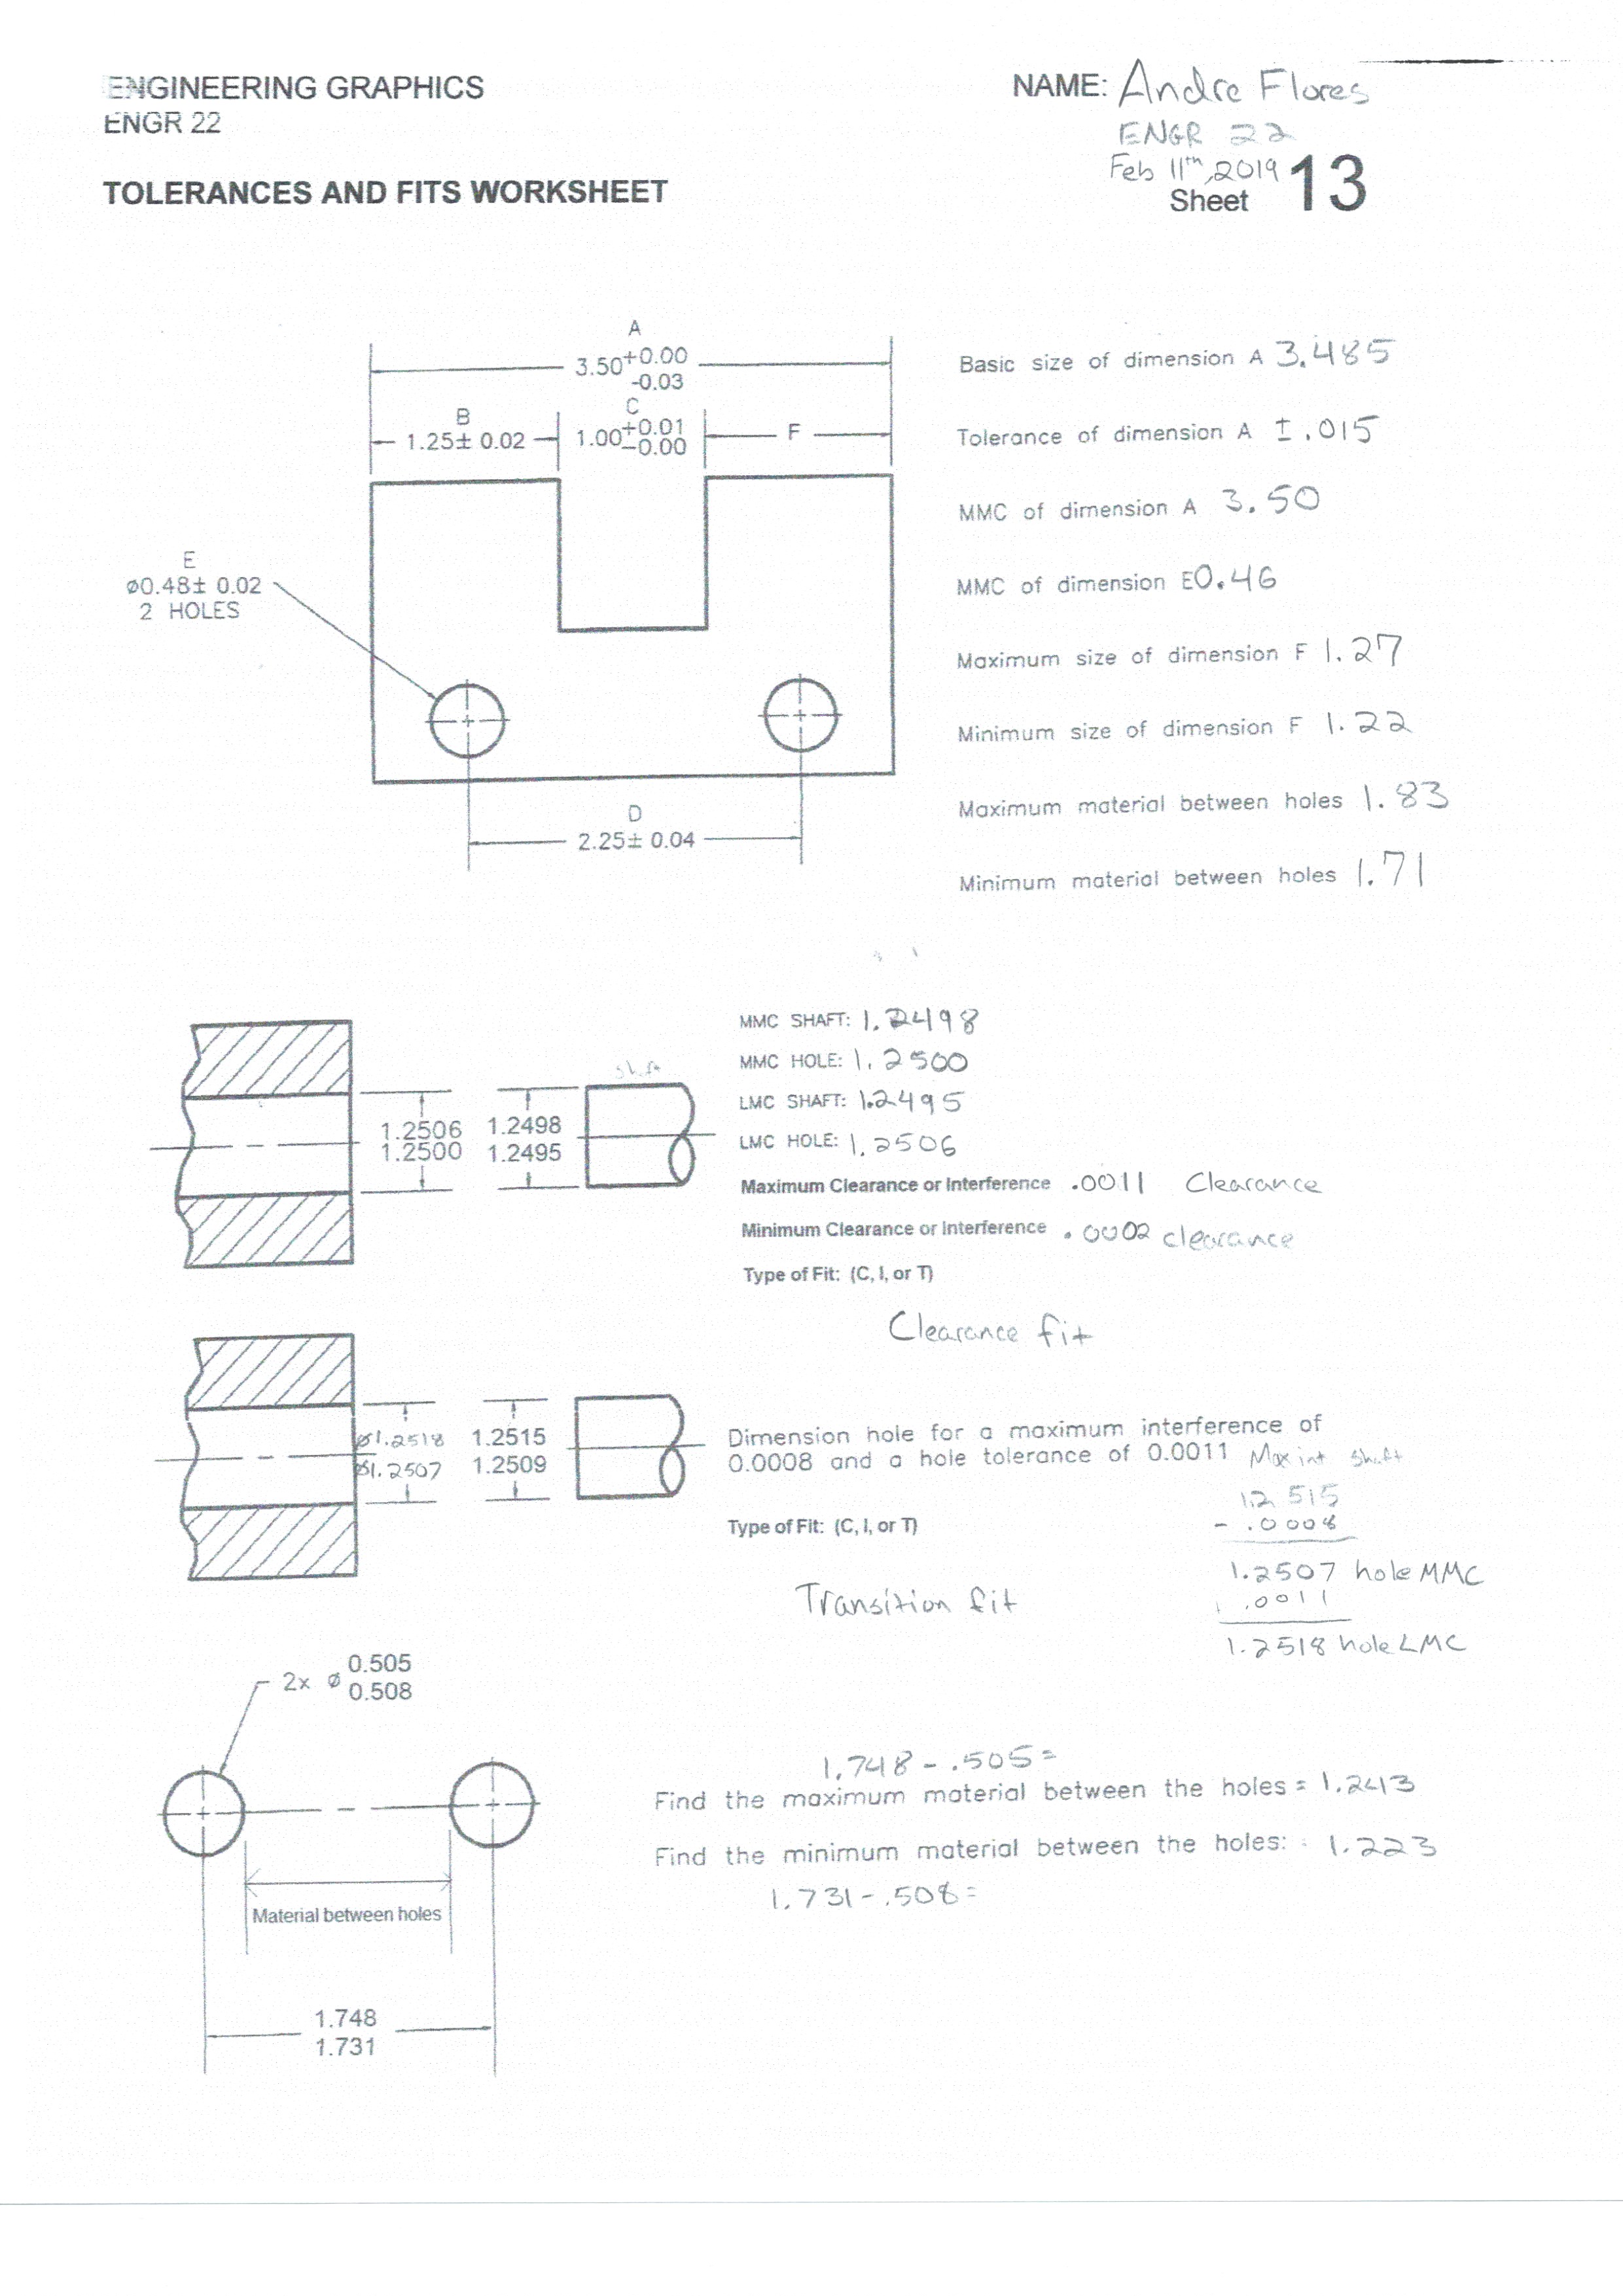 ENGINEERING GRAPHICS
ENGR 22
NAME: Andre Flores
ENGR 22
Feb 11th, 2019
Sheet 13
TOLERANCES AND FITS WORKSHEET
A
3.50 +0.00
-0.03
B
1.25± 0.02
C
1.00 +0.01
-0.00
F
E
ø0.48± 0.02
2 HOLES
D
2.25± 0.04
Basic size of dimension A 3.485
Tolerance of dimension A ± .015
MMC of dimension A 3.50
MMC of dimension E 0.46
Maximum size of dimension F 1.27
Minimum size of dimension F 1.22
Maximum material between holes 1.83
Minimum material between holes 1.71
1.2506
1.2500
1.2498
1.2495
Shaft
MMC SHAFT: 1.2498
MMC HOLE: 1.2500
LMC SHAFT: 1.2495
LMC HOLE: 1.2506
Maximum Clearance or Interference .0011 Clearance
Minimum Clearance or Interference .0002 clearance
Type of Fit: (C, I, or T)
Clearance fit
ø1.2518
ø1.2507
1.2515
1.2509
Dimension hole for a maximum interference of
0.0008 and a hole tolerance of 0.0011
Max int shaft
1.2515
- .0008
1.2507 hole MMC
.0011
1.2518 hole LMC
Type of Fit: (C, I, or T)
Transition fit
2x ø 0.505
0.508
Material between holes
1.748
1.731
1.748 - .505 =
Find the maximum material between the holes = 1.243
Find the minimum material between the holes: = 1.223
1.731 - .508 =